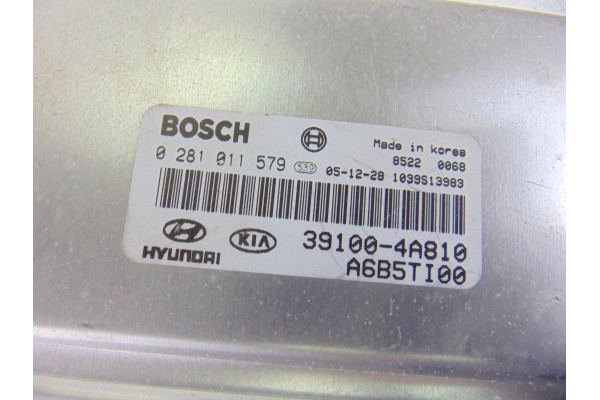 BOSCH
Made in korea
8522 0068
0 281 011 579 539 05-12-28 1039S13983
HYUNDAI KIA 39100-4A810
A6B5TI00